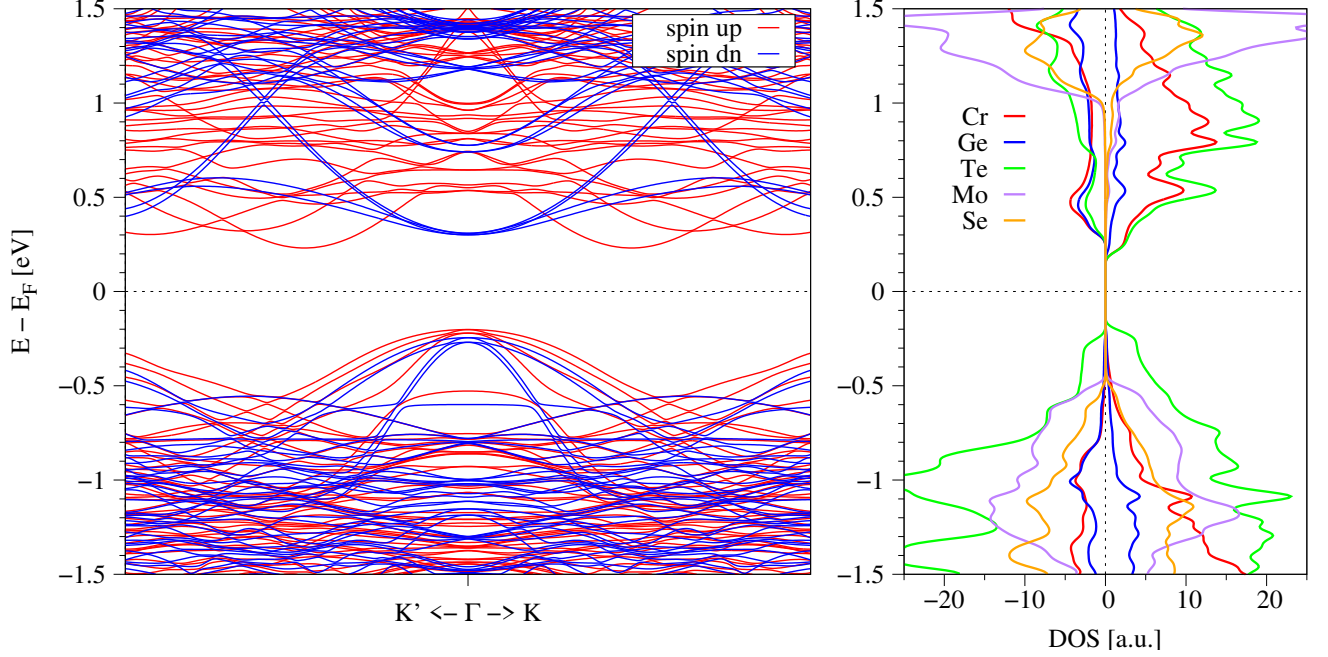 E − E_F [eV]
1.5
1
0.5
0
−0.5
−1
−1.5
spin up
spin dn
K' <− Γ −> K
1.5
1
0.5
0
−0.5
−1
−1.5
Cr
Ge
Te
Mo
Se
−20 −10 0 10 20
DOS [a.u.]